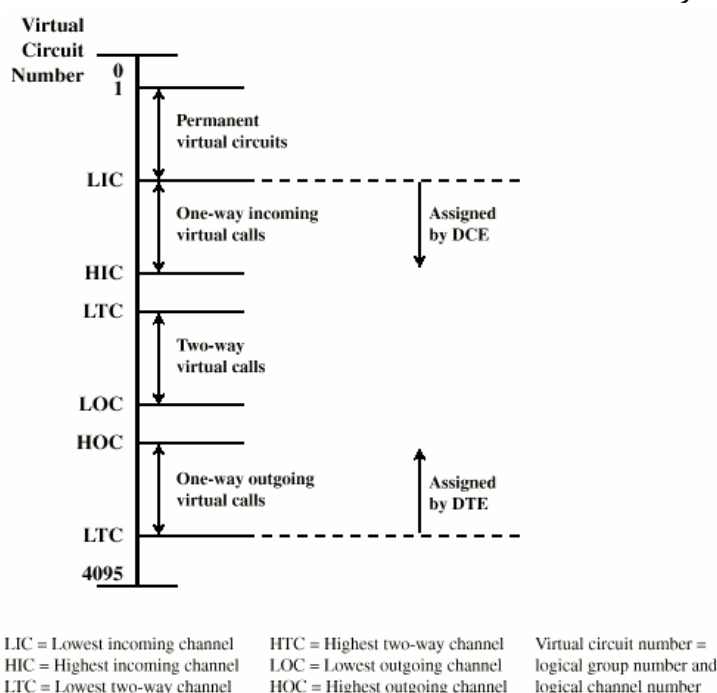 Virtual
Circuit
Number
0
1
Permanent
virtual circuits
LIC
One-way incoming
virtual calls
Assigned
by DCE
HIC
LTC
Two-way
virtual calls
LOC
HOC
One-way outgoing
virtual calls
Assigned
by DTE
LTC
4095
LIC = Lowest incoming channel
HIC = Highest incoming channel
LTC = Lowest two-way channel
HTC = Highest two-way channel
LOC = Lowest outgoing channel
HOC = Highest outgoing channel
Virtual circuit number =
logical group number and
logical channel number